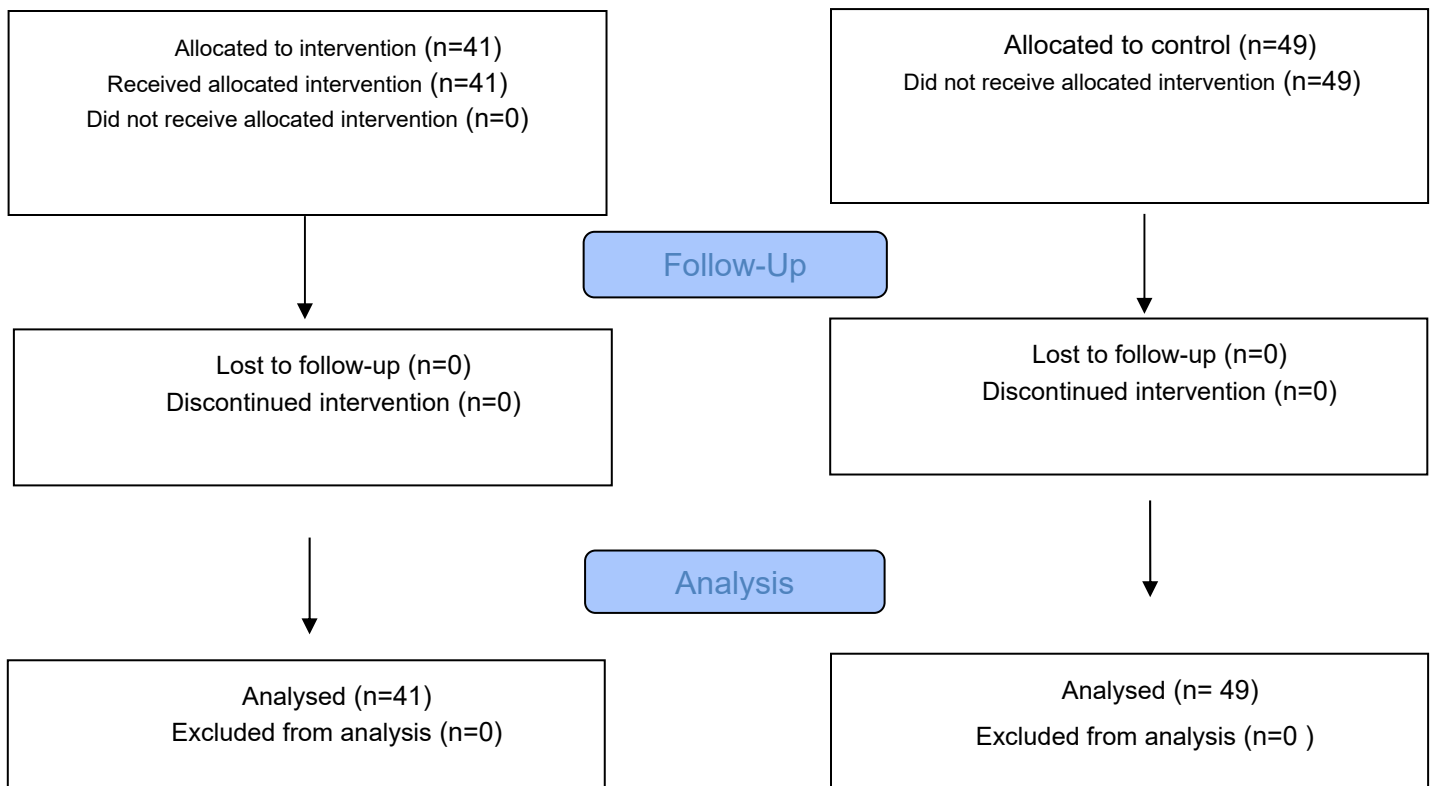 Allocated to intervention (n=41)
Received allocated intervention (n=41)
Did not receive allocated intervention (n=0)
Allocated to control (n=49)
Did not receive allocated intervention (n=49)
Follow-Up
Lost to follow-up (n=0)
Discontinued intervention (n=0)
Lost to follow-up (n=0)
Discontinued intervention (n=0)
Analysis
Analysed (n=41)
Excluded from analysis (n=0)
Analysed (n= 49)
Excluded from analysis (n=0 )